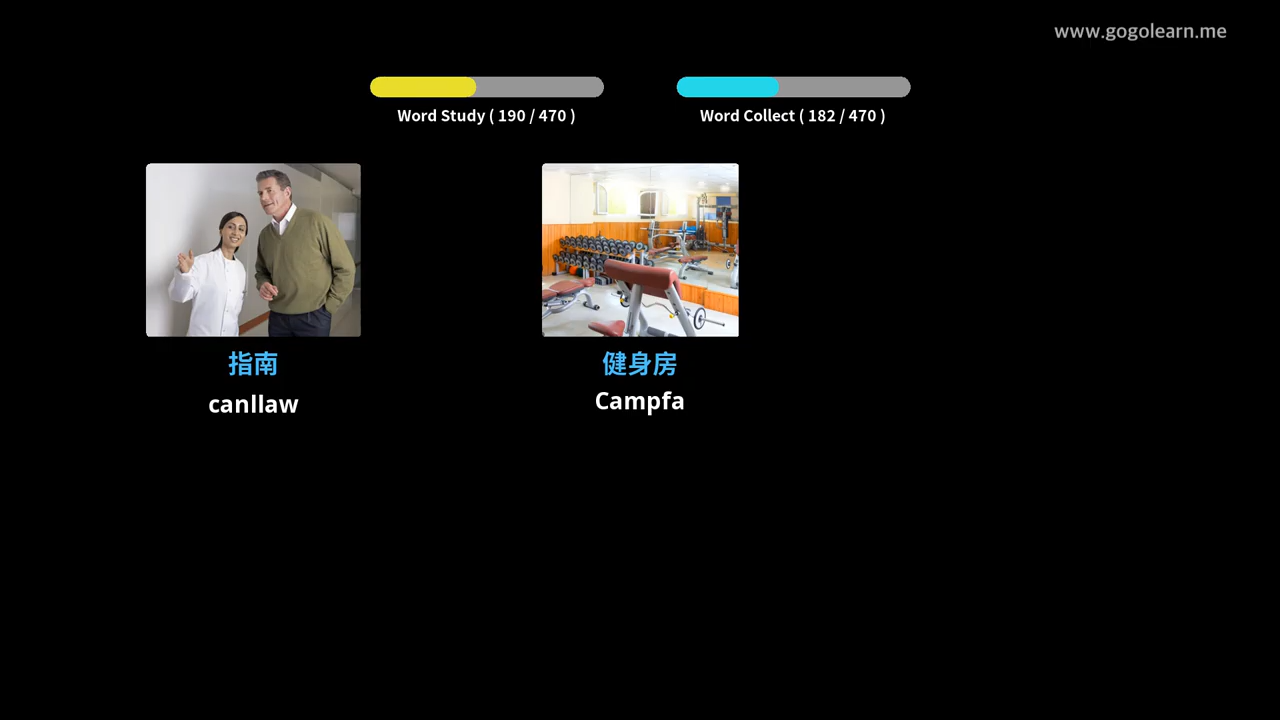 www.gogolearn.me
Word Study ( 190 / 470 )
Word Collect ( 182 / 470 )
指南
canllaw
健身房
Campfa